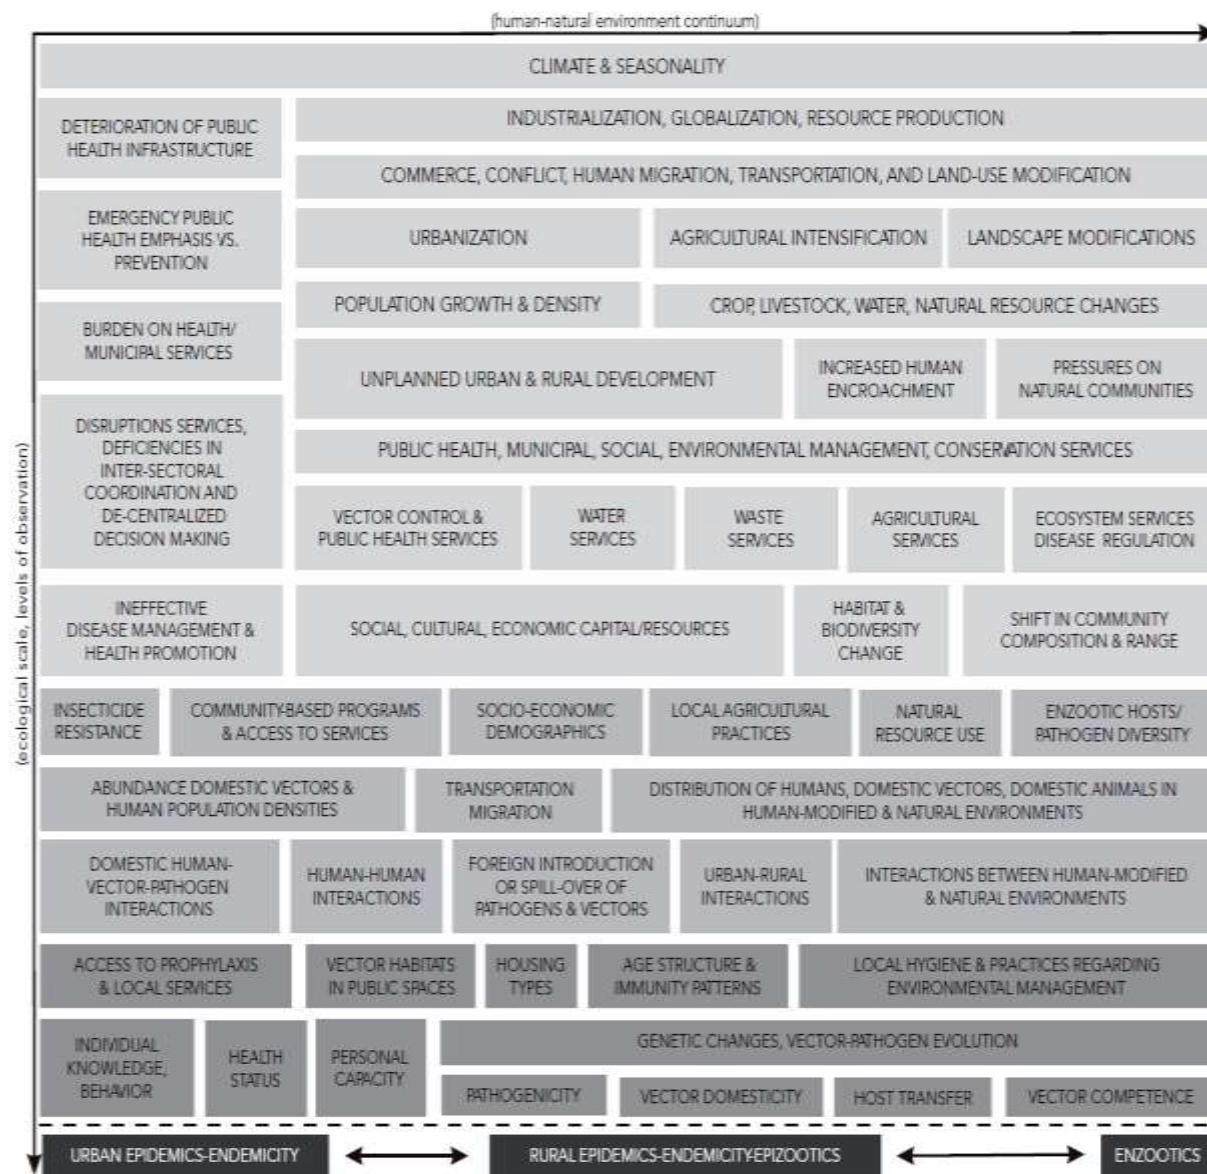 (human-natural environment continuum)
(ecological scale, levels of observation)
CLIMATE & SEASONALITY
DETERIORATION OF PUBLIC
HEALTH INFRASTRUCTURE
INDUSTRIALIZATION, GLOBALIZATION, RESOURCE PRODUCTION
COMMERCE, CONFLICT, HUMAN MIGRATION, TRANSPORTATION, AND LAND-USE MODIFICATION
EMERGENCY PUBLIC
HEALTH EMPHASIS VS.
PREVENTION
URBANIZATION
AGRICULTURAL INTENSIFICATION
LANDSCAPE MODIFICATIONS
POPULATION GROWTH & DENSITY
CROP, LIVESTOCK, WATER, NATURAL RESOURCE CHANGES
BURDEN ON HEALTH/
MUNICIPAL SERVICES
UNPLANNED URBAN & RURAL DEVELOPMENT
INCREASED HUMAN
ENCROACHMENT
PRESSURES ON
NATURAL COMMUNITIES
DISRUPTIONS SERVICES,
DEFICIENCIES IN
INTER-SECTORAL
COORDINATION AND
DE-CENTRALIZED
DECISION MAKING
PUBLIC HEALTH, MUNICIPAL, SOCIAL, ENVIRONMENTAL MANAGEMENT, CONSERVATION SERVICES
VECTOR CONTROL &
PUBLIC HEALTH SERVICES
WATER
SERVICES
WASTE
SERVICES
AGRICULTURAL
SERVICES
ECOSYSTEM SERVICES
DISEASE REGULATION
INEFFECTIVE
DISEASE MANAGEMENT &
HEALTH PROMOTION
SOCIAL, CULTURAL, ECONOMIC CAPITAL/RESOURCES
HABITAT &
BIODIVERSITY
CHANGE
SHIFT IN COMMUNITY
COMPOSITION & RANGE
INSECTICIDE
RESISTANCE
COMMUNITY-BASED PROGRAMS
& ACCESS TO SERVICES
SOCIO-ECONOMIC
DEMOGRAPHICS
LOCAL AGRICULTURAL
PRACTICES
NATURAL
RESOURCE USE
ENZOOTIC HOSTS/
PATHOGEN DIVERSITY
ABUNDANCE DOMESTIC VECTORS &
HUMAN POPULATION DENSITIES
TRANSPORTATION
MIGRATION
DISTRIBUTION OF HUMANS, DOMESTIC VECTORS, DOMESTIC ANIMALS IN
HUMAN-MODIFIED & NATURAL ENVIRONMENTS
DOMESTIC HUMAN-
VECTOR-PATHOGEN
INTERACTIONS
HUMAN-HUMAN
INTERACTIONS
FOREIGN INTRODUCTION
OR SPILL-OVER OF
PATHOGENS & VECTORS
URBAN-RURAL
INTERACTIONS
INTERACTIONS BETWEEN HUMAN-MODIFIED
& NATURAL ENVIRONMENTS
ACCESS TO PROPHYLAXIS
& LOCAL SERVICES
VECTOR HABITATS
IN PUBLIC SPACES
HOUSING
TYPES
AGE STRUCTURE &
IMMUNITY PATTERNS
LOCAL HYGIENE & PRACTICES REGARDING
ENVIRONMENTAL MANAGEMENT
INDIVIDUAL
KNOWLEDGE,
BEHAVIOR
HEALTH
STATUS
PERSONAL
CAPACITY
GENETIC CHANGES, VECTOR-PATHOGEN EVOLUTION
PATHOGENICITY
VECTOR DOMESTICITY
HOST TRANSFER
VECTOR COMPETENCE
URBAN EPIDEMICS-ENDEMICITY
RURAL EPIDEMICS-ENDEMICITY-EPIZOOTICS
ENZOOTICS